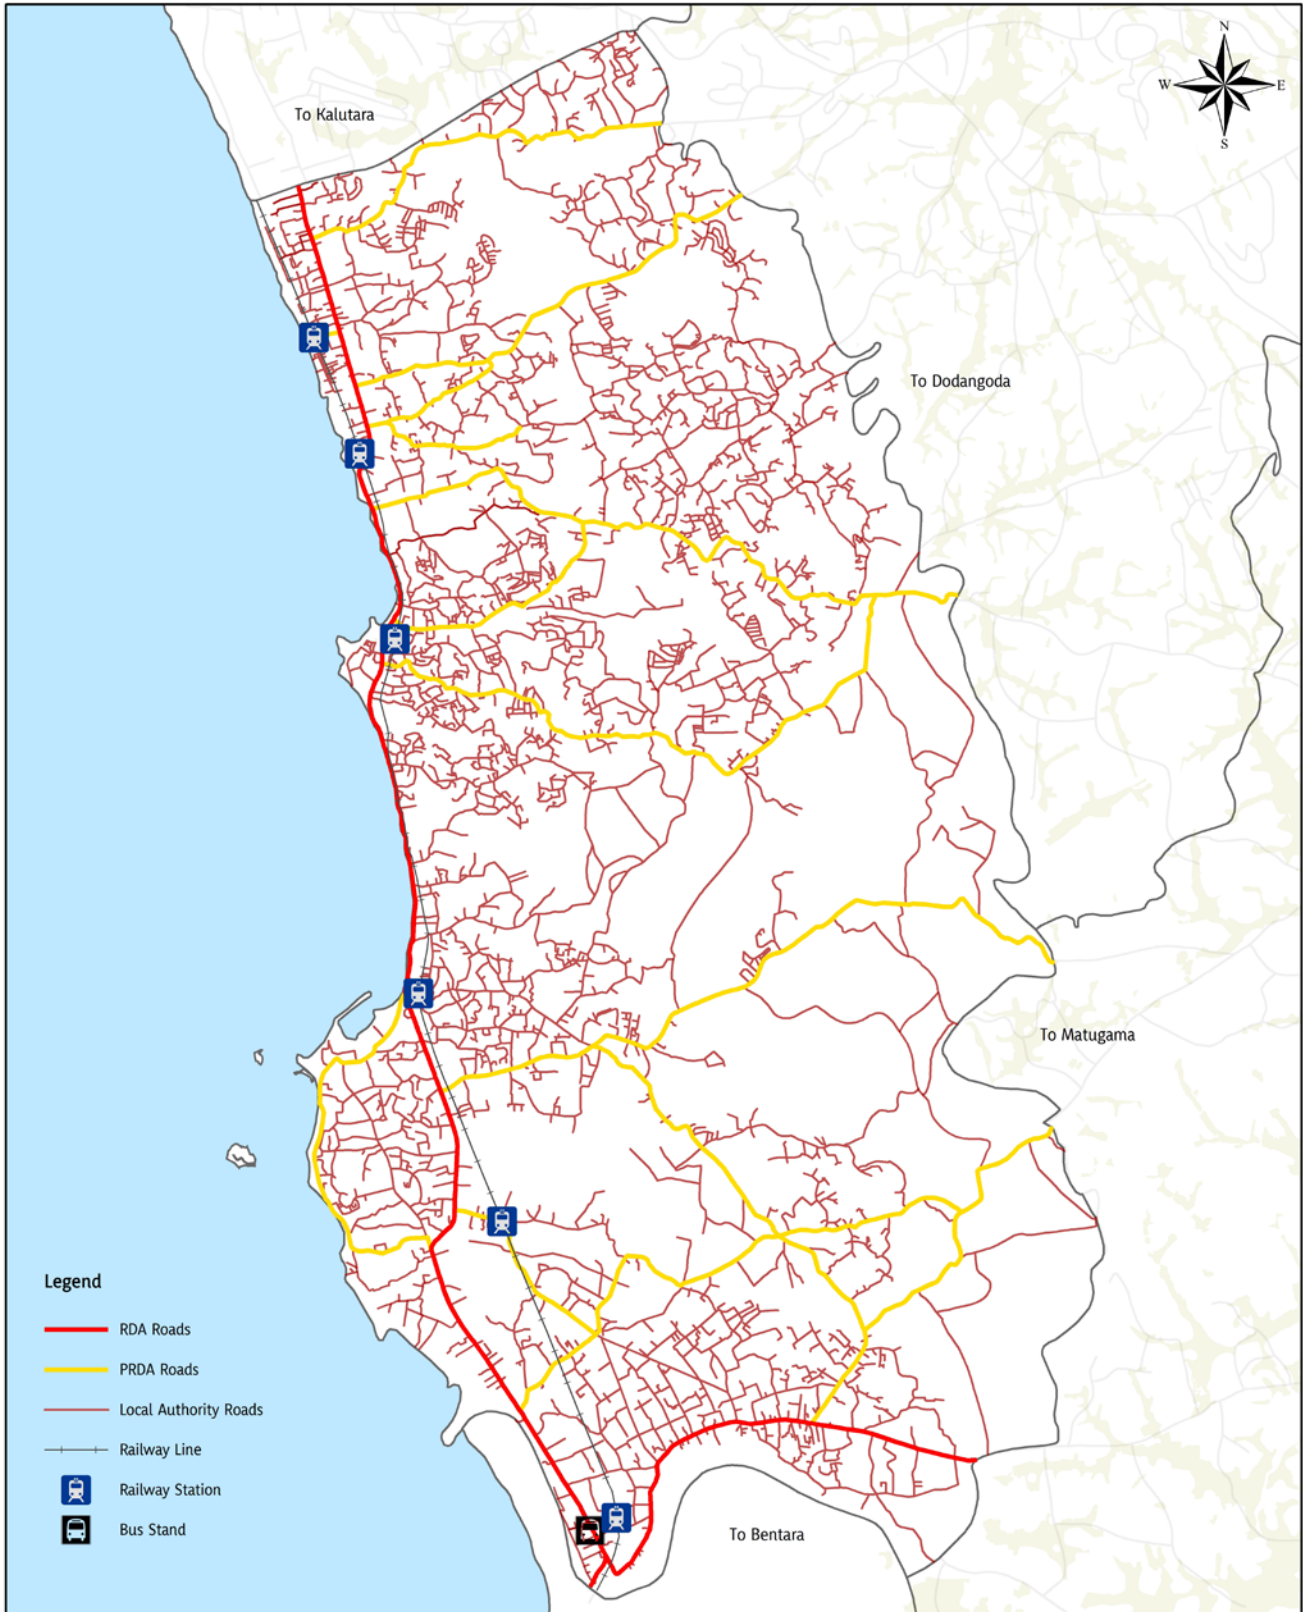 N
W E
S
To Kalutara
To Dodangoda
To Matugama
Legend
RDA Roads
PRDA Roads
Local Authority Roads
Railway Line
Railway Station
Bus Stand
To Bentara